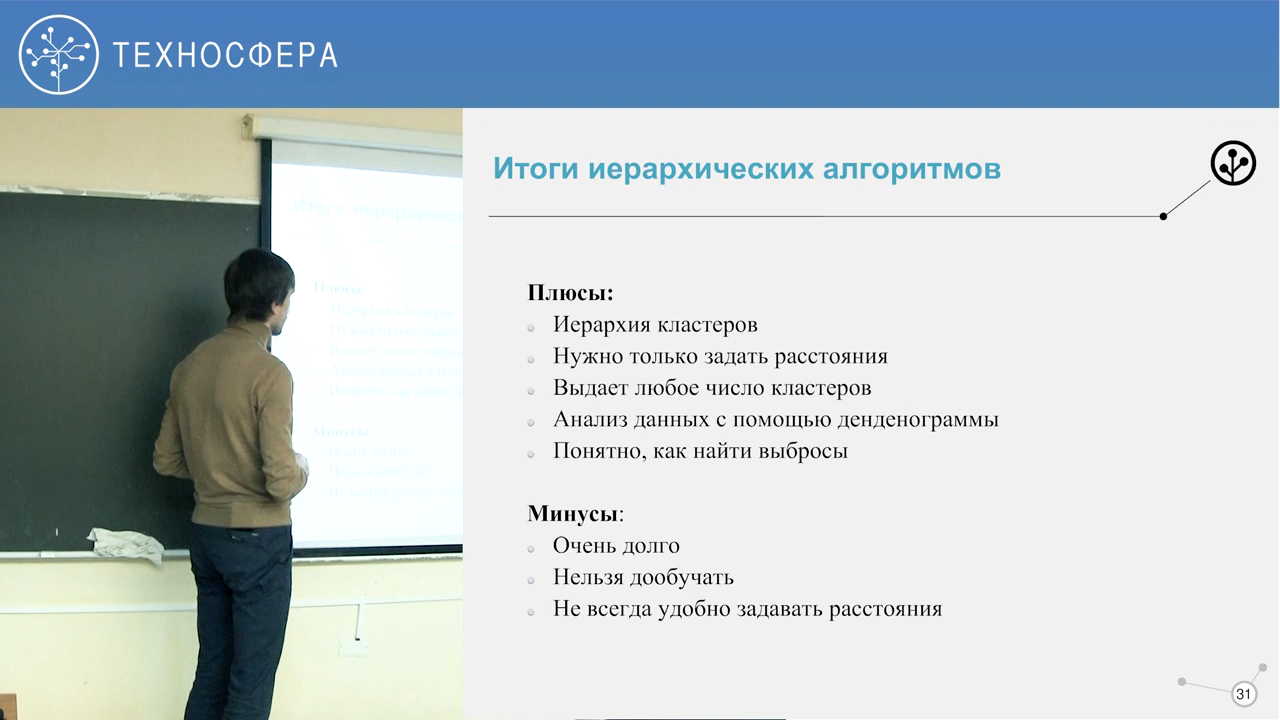 ТЕХНОСФЕРА
Итоги иерархических алгоритмов
Плюсы:
Иерархия кластеров
Нужно только задать расстояния
Выдает любое число кластеров
Анализ данных с помощью денденограммы
Понятно, как найти выбросы
Минусы:
Очень долго
Нельзя дообучать
Не всегда удобно задавать расстояния
31